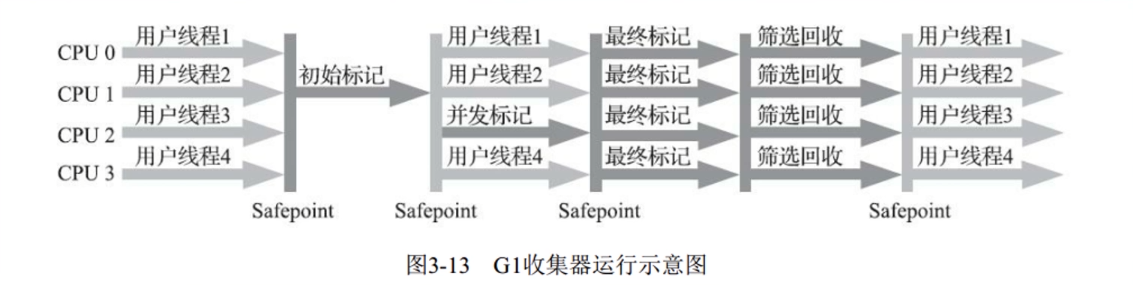 用户线程1 用户线程1 最终标记 筛选回收 用户线程1
CPU 0
用户线程2 初始标记 用户线程2 最终标记 筛选回收 用户线程2
CPU 1
用户线程3 并发标记 最终标记 筛选回收 用户线程3
CPU 2
用户线程4 用户线程4 最终标记 筛选回收 用户线程4
CPU 3
Safepoint Safepoint Safepoint Safepoint
图3-13 G1收集器运行示意图